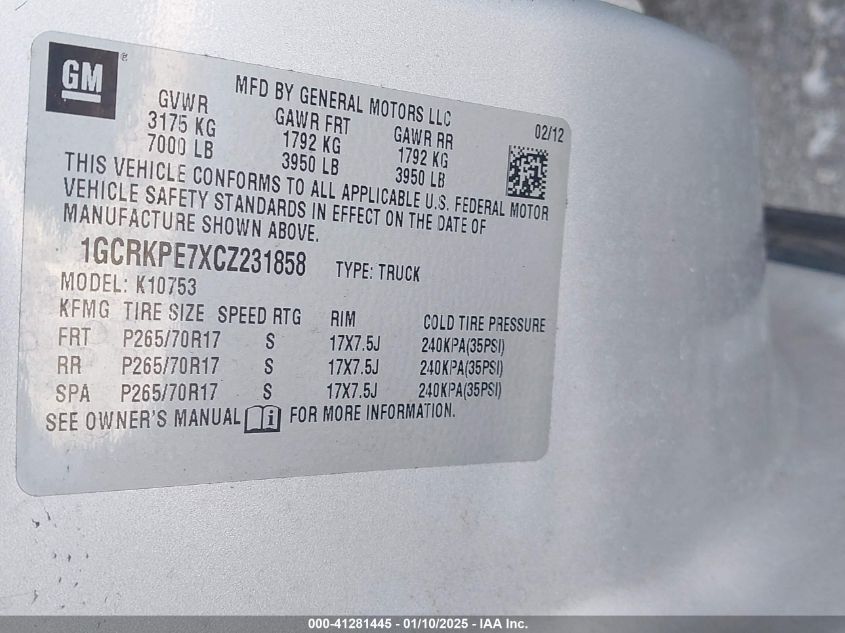 GM®
MFD BY GENERAL MOTORS LLC
02/12
GVWR GAWR FRT GAWR RR
3175 KG 1792 KG 1792 KG
7000 LB 3950 LB 3950 LB
THIS VEHICLE CONFORMS TO ALL APPLICABLE U.S. FEDERAL MOTOR
VEHICLE SAFETY STANDARDS IN EFFECT ON THE DATE OF
MANUFACTURE SHOWN ABOVE.
1GCRKPE7XCZ231858 TYPE: TRUCK
MODEL: K10753
KFMG TIRE SIZE SPEED RTG RIM COLD TIRE PRESSURE
FRT P265/70R17 S 17X7.5J 240KPA(35PSI)
RR P265/70R17 S 17X7.5J 240KPA(35PSI)
SPA P265/70R17 S 17X7.5J 240KPA(35PSI)
SEE OWNER'S MANUAL i FOR MORE INFORMATION.
000-41281445 - 01/10/2025 - IAA Inc.